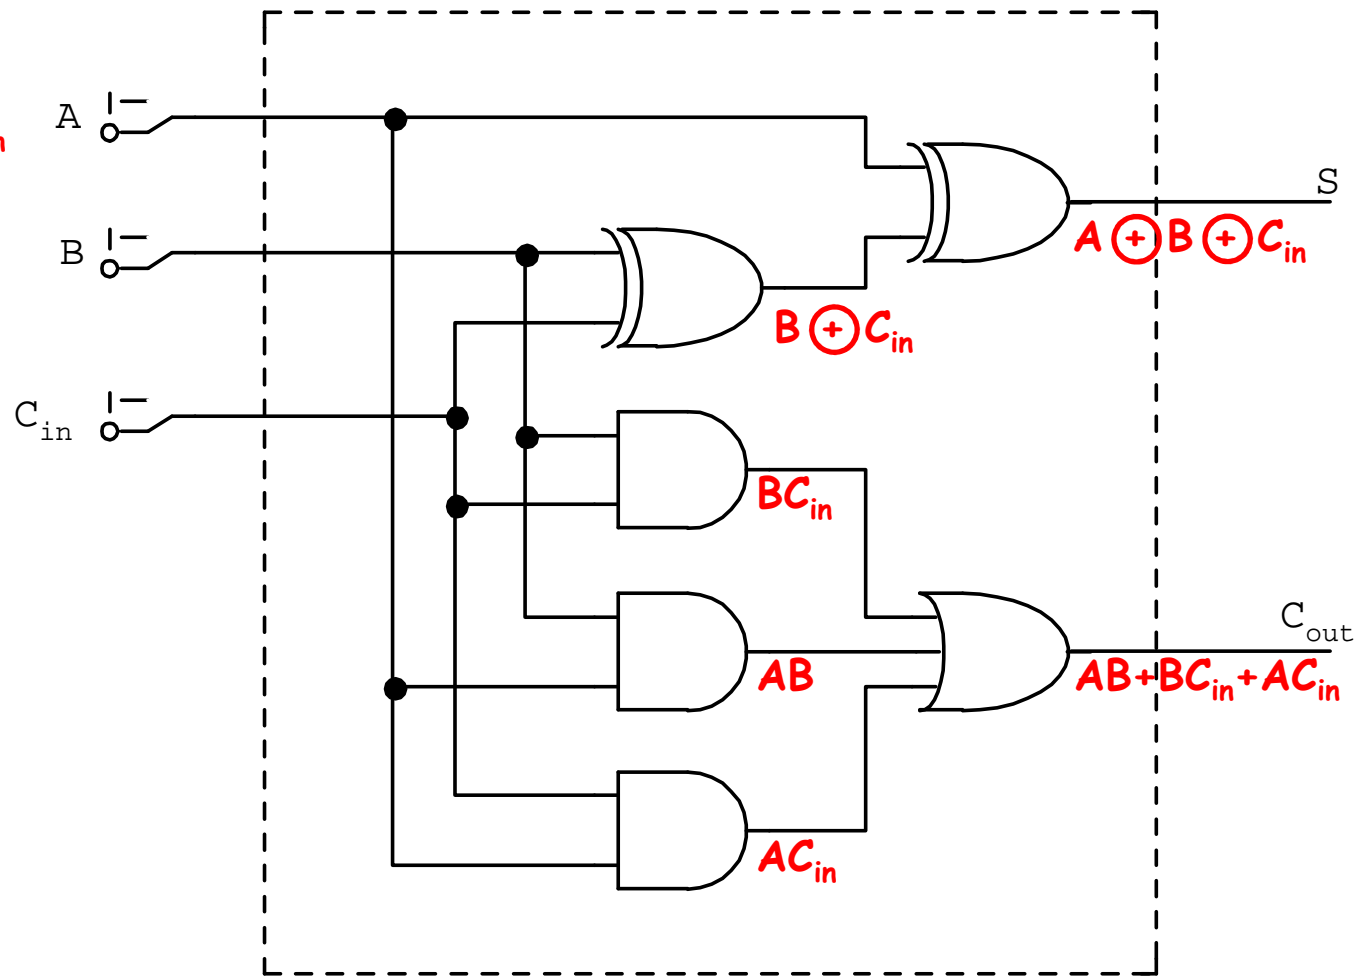 A
n
S
B
A ⊕ B ⊕ Cin
B ⊕ Cin
Cin
BCin
Cout
AB
AB+BCin+ACin
ACin